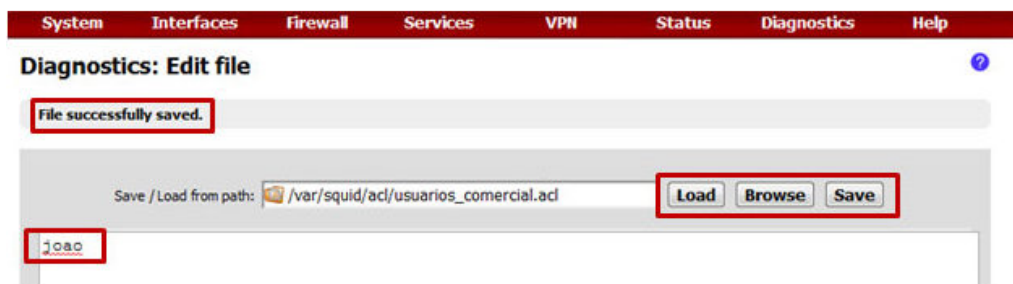 System Interfaces Firewall Services VPN Status Diagnostics Help
Diagnostics: Edit file ?
File successfully saved.
Save / Load from path: /var/squid/acl/usuarios_comercial.acl Load Browse Save
joao